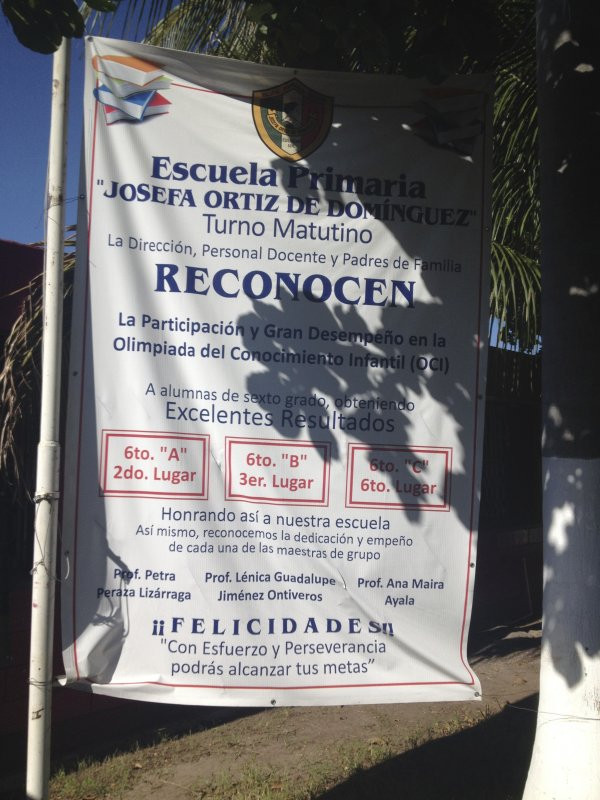 Escuela Primaria
"JOSEFA ORTIZ DE DOMÍNGUEZ"
Turno Matutino
La Dirección, Personal Docente y Padres de Familia
RECONOCEN
La Participación y Gran Desempeño en la
Olimpiada del Conocimiento Infantil (OCI)
A alumnas de sexto grado, obteniendo
Excelentes Resultados
6to. "A"
2do. Lugar
6to. "B"
3er. Lugar
6to. "C"
6to. Lugar
Honrando así a nuestra escuela
Así mismo, reconocemos la dedicación y empeño
de cada una de las maestras de grupo
Prof. Petra
Peraza Lizárraga
Prof. Lénica Guadalupe
Jiménez Ontiveros
Prof. Ana Maira
Ayala
¡¡FELICIDADES!!
"Con Esfuerzo y Perseverancia
podrás alcanzar tus metas”